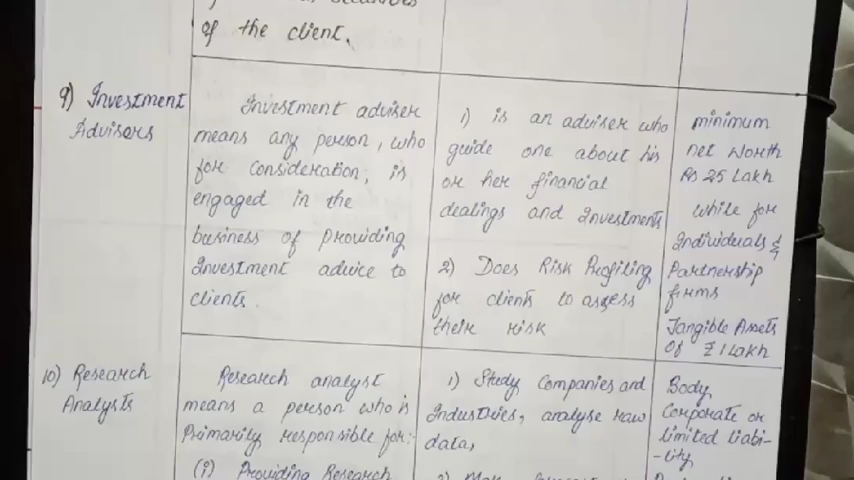 of the client.
9) Investment
Advisors
Investment adviser
means any person, who
for consideration, is
engaged in the
business of Providing
Investment advice to
clients.
1) is an adviser who
guide one about his
or her financial
dealings and Investments
2) Does Risk Profiling
for clients to assess
their risk
minimum
net worth
Rs 25 Lakh
while for
Individuals &
Partnership
firms
Tangible Assets
of ₹ 1 Lakh
10) Research
Analysts
Research analyst
means a person who is
Primarily responsible for:-
(i) Providing Research
1) Study Companies and
Industries, analyse raw
data,
Body
Corporate or
limited liabi-
-lity